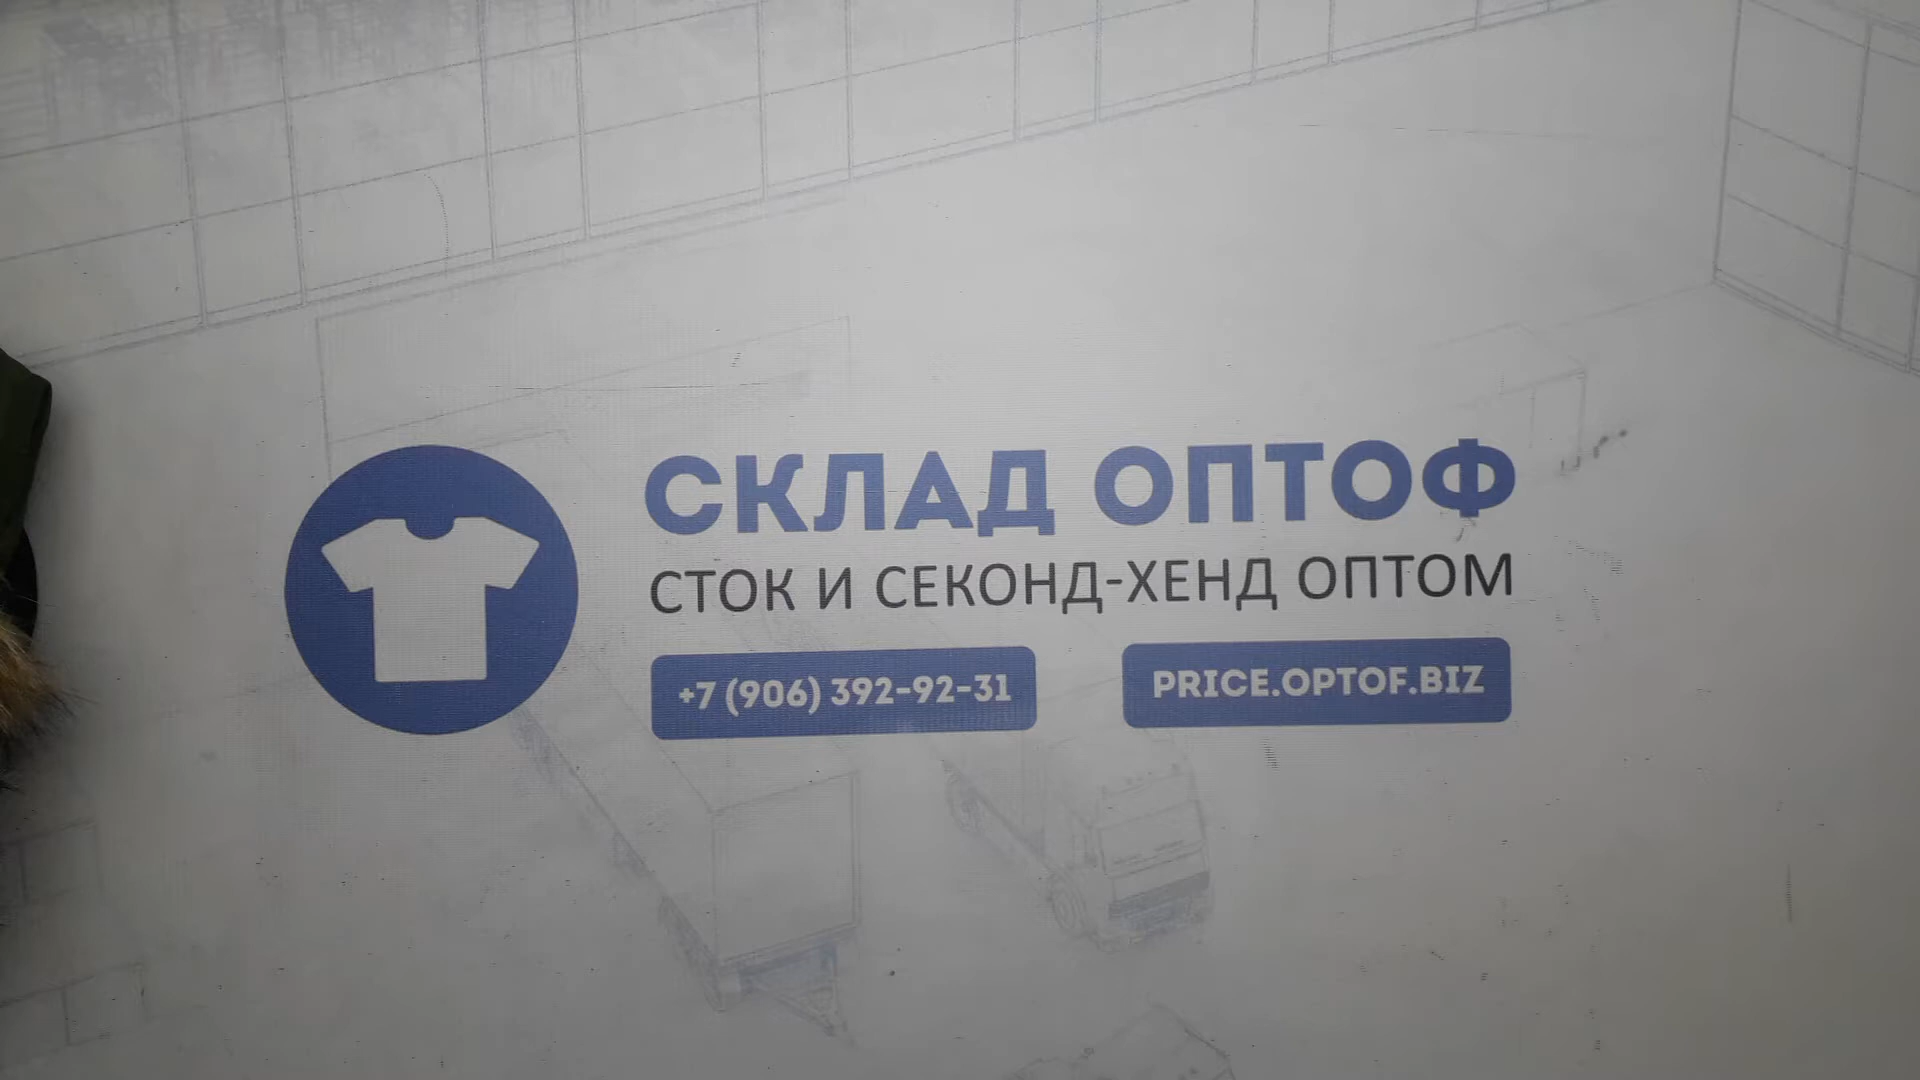 СКЛАД ОПТОФ
СТОК И СЕКОНД-ХЕНД ОПТОМ
+7 (906) 392-92-31
PRICE.OPTOF.BIZ